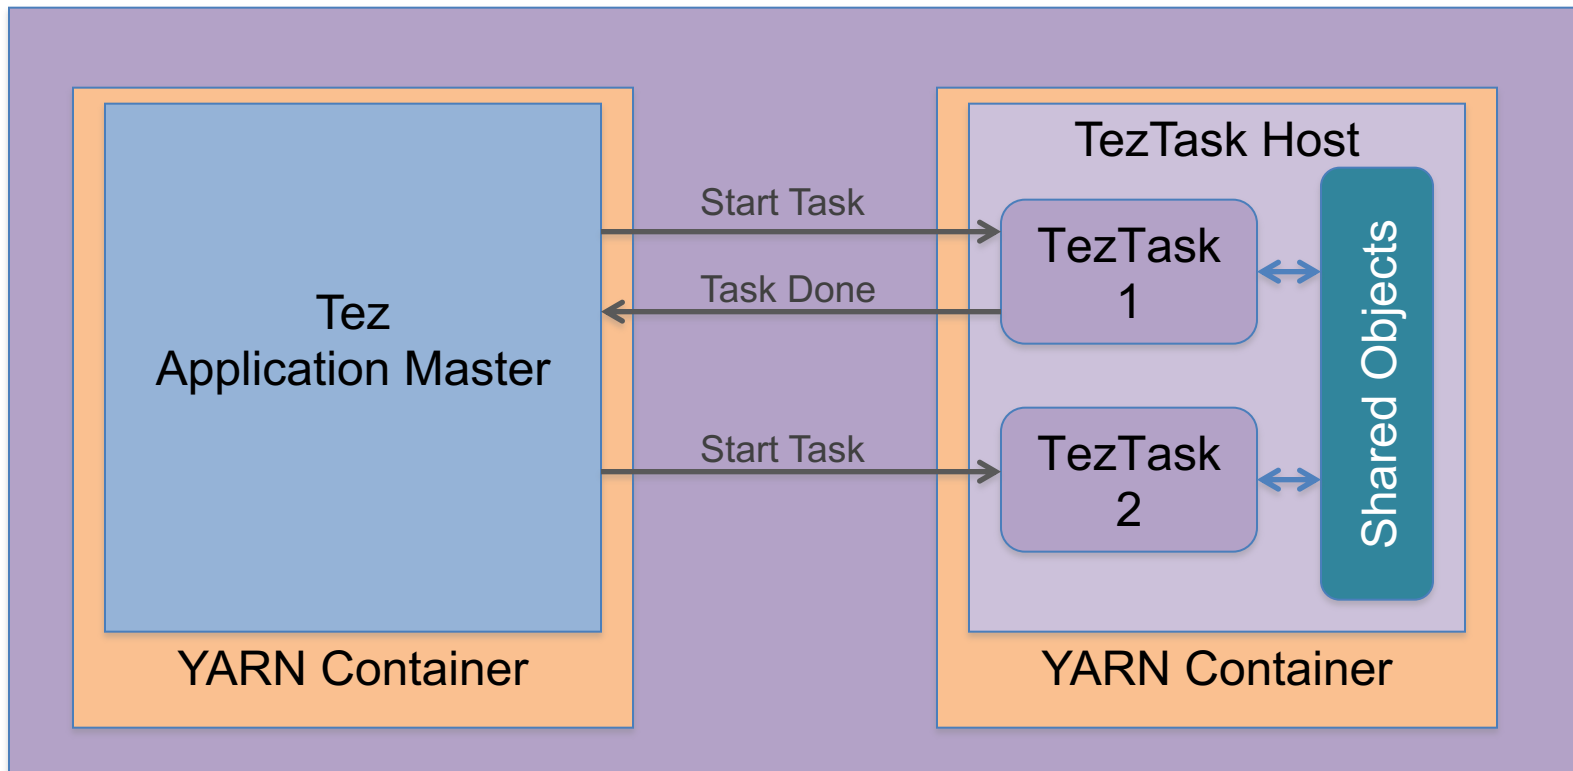 Tez
Application Master
YARN Container
Start Task
Task Done
Start Task
TezTask Host
TezTask
1
TezTask
2
Shared Objects
YARN Container